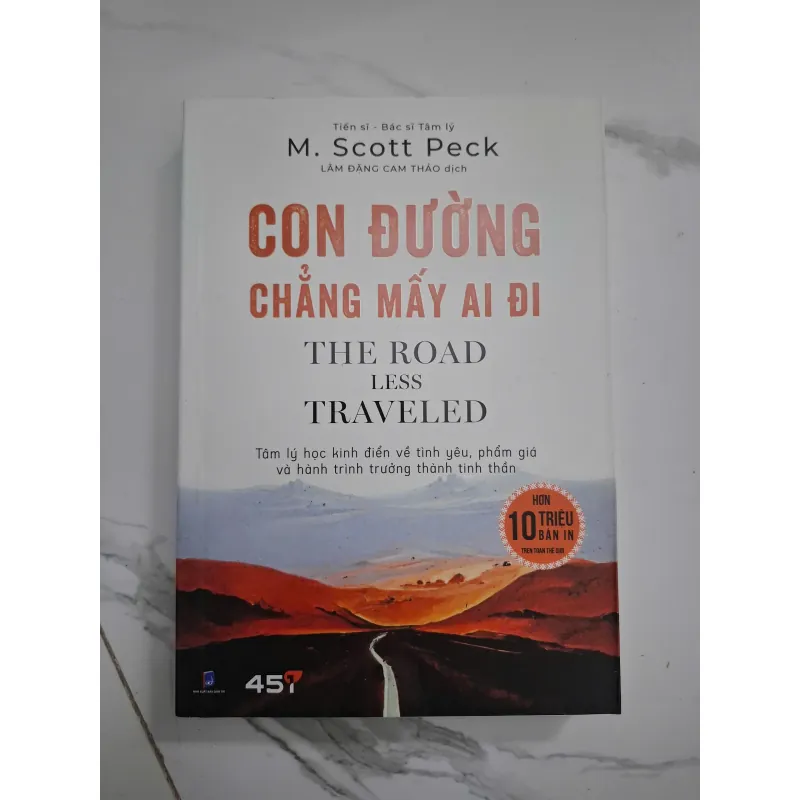 Tiến sĩ - Bác sĩ Tâm lý
M. Scott Peck
LÂM ĐẶNG CAM THẢO dịch
CON ĐƯỜNG
CHẲNG MẤY AI ĐI
THE ROAD
LESS
TRAVELED
Tâm lý học kinh điển về tình yêu, phẩm giá
và hành trình trưởng thành tinh thần
HƠN
10 TRIỆU
BẢN IN
TRÊN TOÀN THẾ GIỚI
451